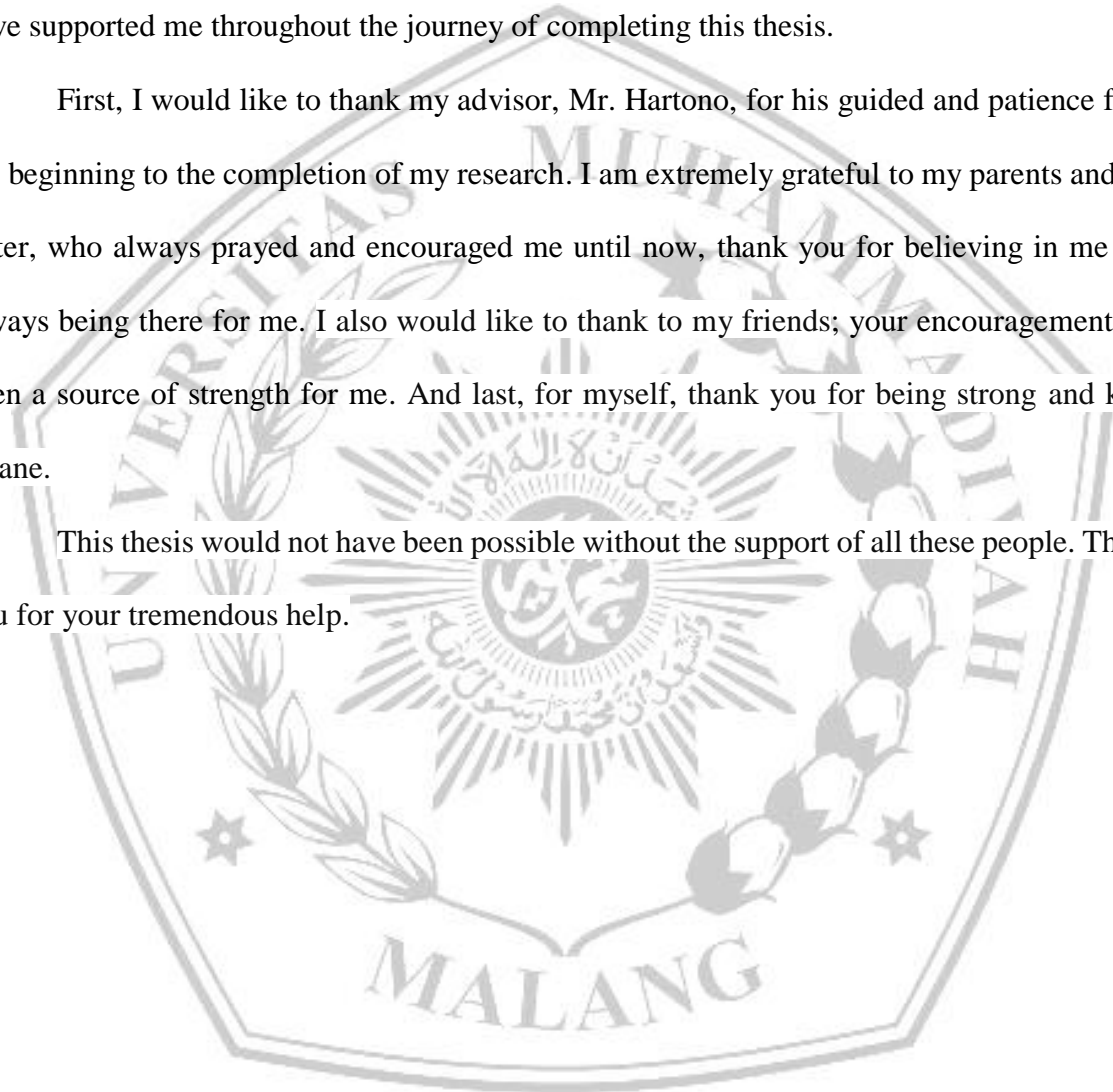 ve supported me throughout the journey of completing this thesis.
First, I would like to thank my advisor, Mr. Hartono, for his guided and patience f
beginning to the completion of my research. I am extremely grateful to my parents and
ter, who always prayed and encouraged me until now, thank you for believing in me
ways being there for me. I also would like to thank to my friends; your encouragement
en a source of strength for me. And last, for myself, thank you for being strong and k
ane.
This thesis would not have been possible without the support of all these people. Th
u for your tremendous help.
UNIVERSITAS MUHAMMADIYAH
MALANG